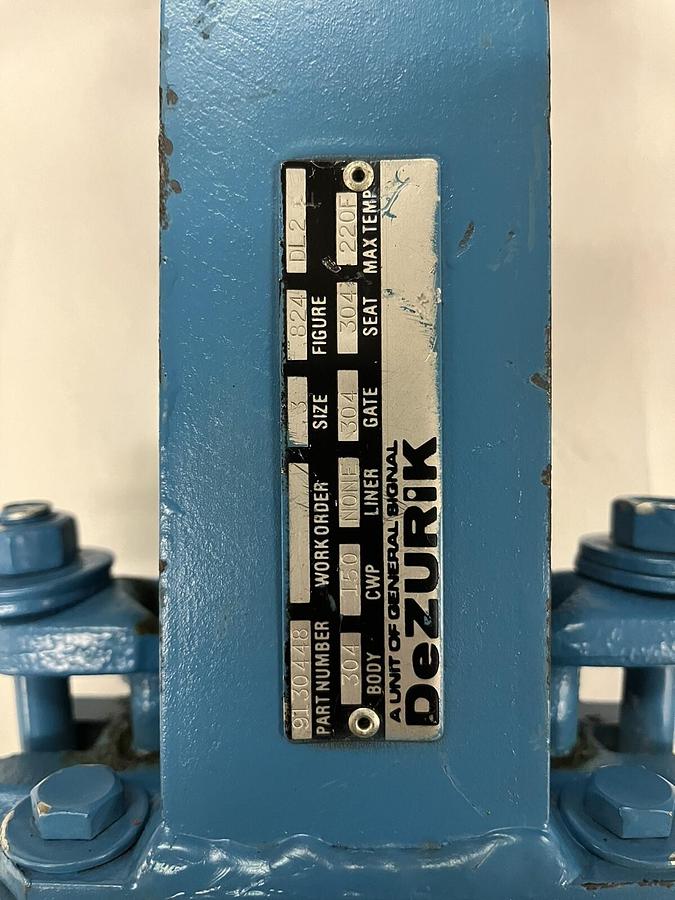 9130448 3 824 DL2
PART NUMBER WORK ORDER SIZE FIGURE
304 150 NONE 304 304 220F
BODY CWP LINER GATE SEAT MAX TEMP
A UNIT OF GENERAL SIGNAL
DeZURiK